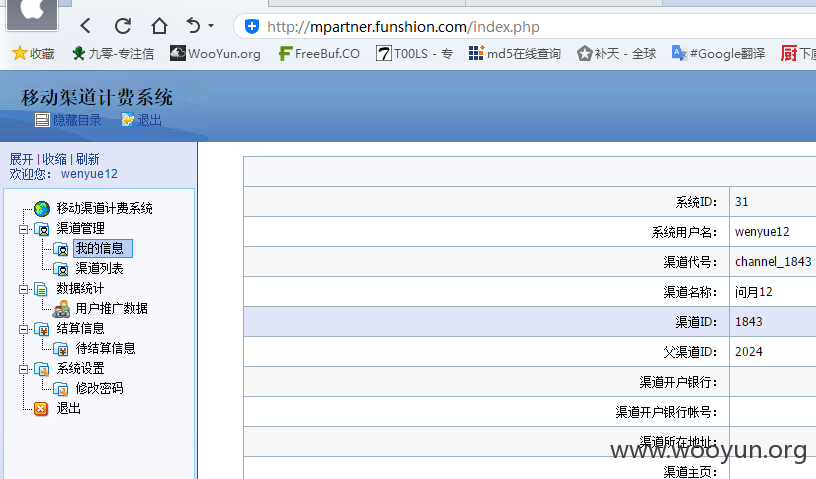 http://mpartner.funshion.com/index.php
收藏 九零-专注信 WooYun.org FreeBuf.CO T00LS - 专 md5在线查询 补天 - 全球 #Google翻译
移动渠道计费系统
隐藏目录 退出
展开 | 收缩 | 刷新
欢迎您: wenyue12
移动渠道计费系统
渠道管理
我的信息
渠道列表
数据统计
用户推广数据
结算信息
待结算信息
系统设置
修改密码
退出
系统ID: 31
系统用户名: wenyue12
渠道代号: channel_1843
渠道名称: 问月12
渠道ID: 1843
父渠道ID: 2024
渠道开户银行:
渠道开户银行帐号:
渠道所在地址:
渠道主页:
www.wooyun.org